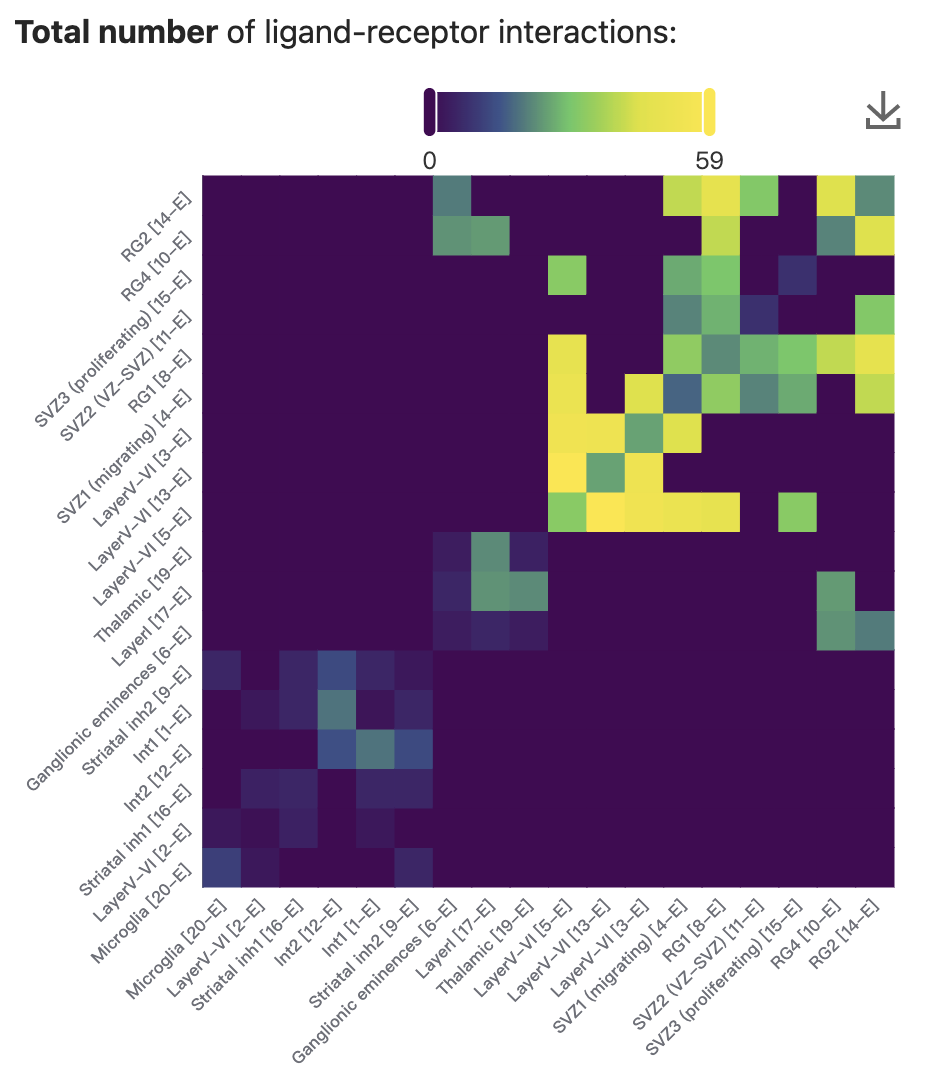 Total number of ligand-receptor interactions:
0 59
RG2 [14–E]
RG4 [10–E]
SVZ3 (proliferating) [15–E]
SVZ2 (VZ–SVZ) [11–E]
RG1 [8–E]
SVZ1 (migrating) [4–E]
LayerV–VI [3–E]
LayerV–VI [13–E]
LayerV–VI [5–E]
Thalamic [19–E]
LayerI [17–E]
Ganglionic eminences [6–E]
Striatal inh2 [9–E]
Int1 [1–E]
Int2 [12–E]
Striatal inh1 [16–E]
LayerV–VI [2–E]
Microglia [20–E]
Microglia [20–E]
LayerV–VI [2–E]
Striatal inh1 [16–E]
Int2 [12–E]
Int1 [1–E]
Striatal inh2 [9–E]
Ganglionic eminences [6–E]
LayerI [17–E]
Thalamic [19–E]
LayerV–VI [5–E]
LayerV–VI [13–E]
LayerV–VI [3–E]
SVZ1 (migrating) [4–E]
RG1 [8–E]
SVZ2 (VZ–SVZ) [11–E]
SVZ3 (proliferating) [15–E]
RG4 [10–E]
RG2 [14–E]